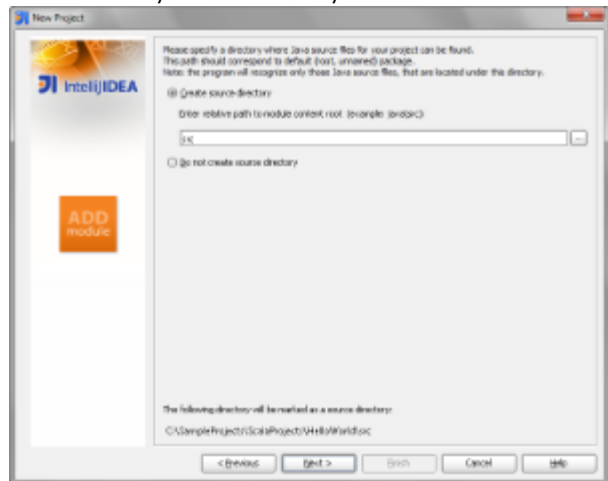 New Project
IntelliJIDEA
ADD
module
Please specify a directory where Java source files for your project can be found.
This path should correspond to default (root, unnamed) package.
Note: the program will recognize only those Java source files, that are located under this directory.
Create source directory
Enter relative path to module content root (example: java\src)
src
...
Do not create source directory
The following directory will be marked as a source directory:
C:\SampleProjects\ScalaProjects\HelloWorld\src
< Previous
Next >
Finish
Cancel
Help